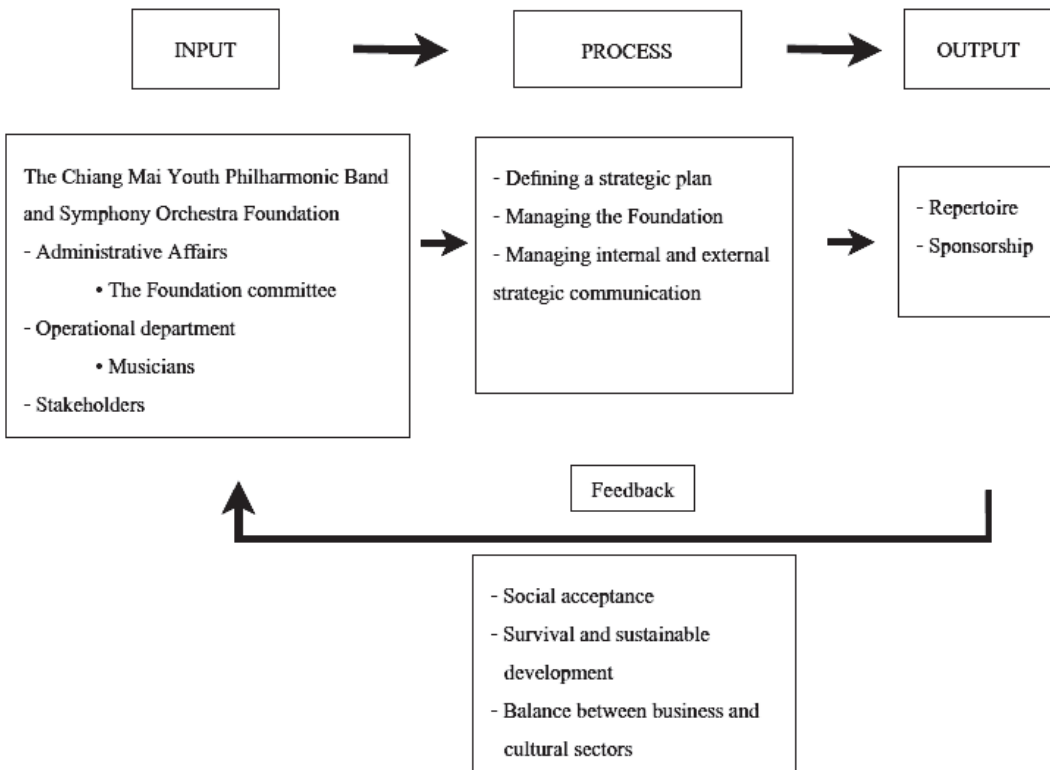 INPUT
PROCESS
OUTPUT
The Chiang Mai Youth Philharmonic Band
and Symphony Orchestra Foundation
- Administrative Affairs
• The Foundation committee
- Operational department
• Musicians
- Stakeholders
- Defining a strategic plan
- Managing the Foundation
- Managing internal and external
strategic communication
- Repertoire
- Sponsorship
Feedback
- Social acceptance
- Survival and sustainable
development
- Balance between business and
cultural sectors